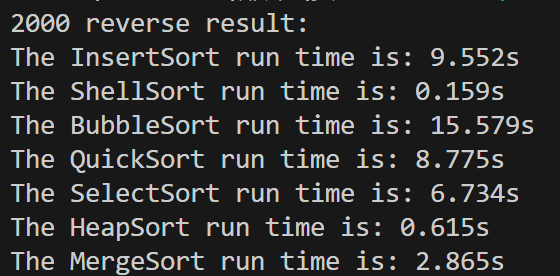 2000 reverse result:
The InsertSort run time is: 9.552s
The ShellSort run time is: 0.159s
The BubbleSort run time is: 15.579s
The QuickSort run time is: 8.775s
The SelectSort run time is: 6.734s
The HeapSort run time is: 0.615s
The MergeSort run time is: 2.865s